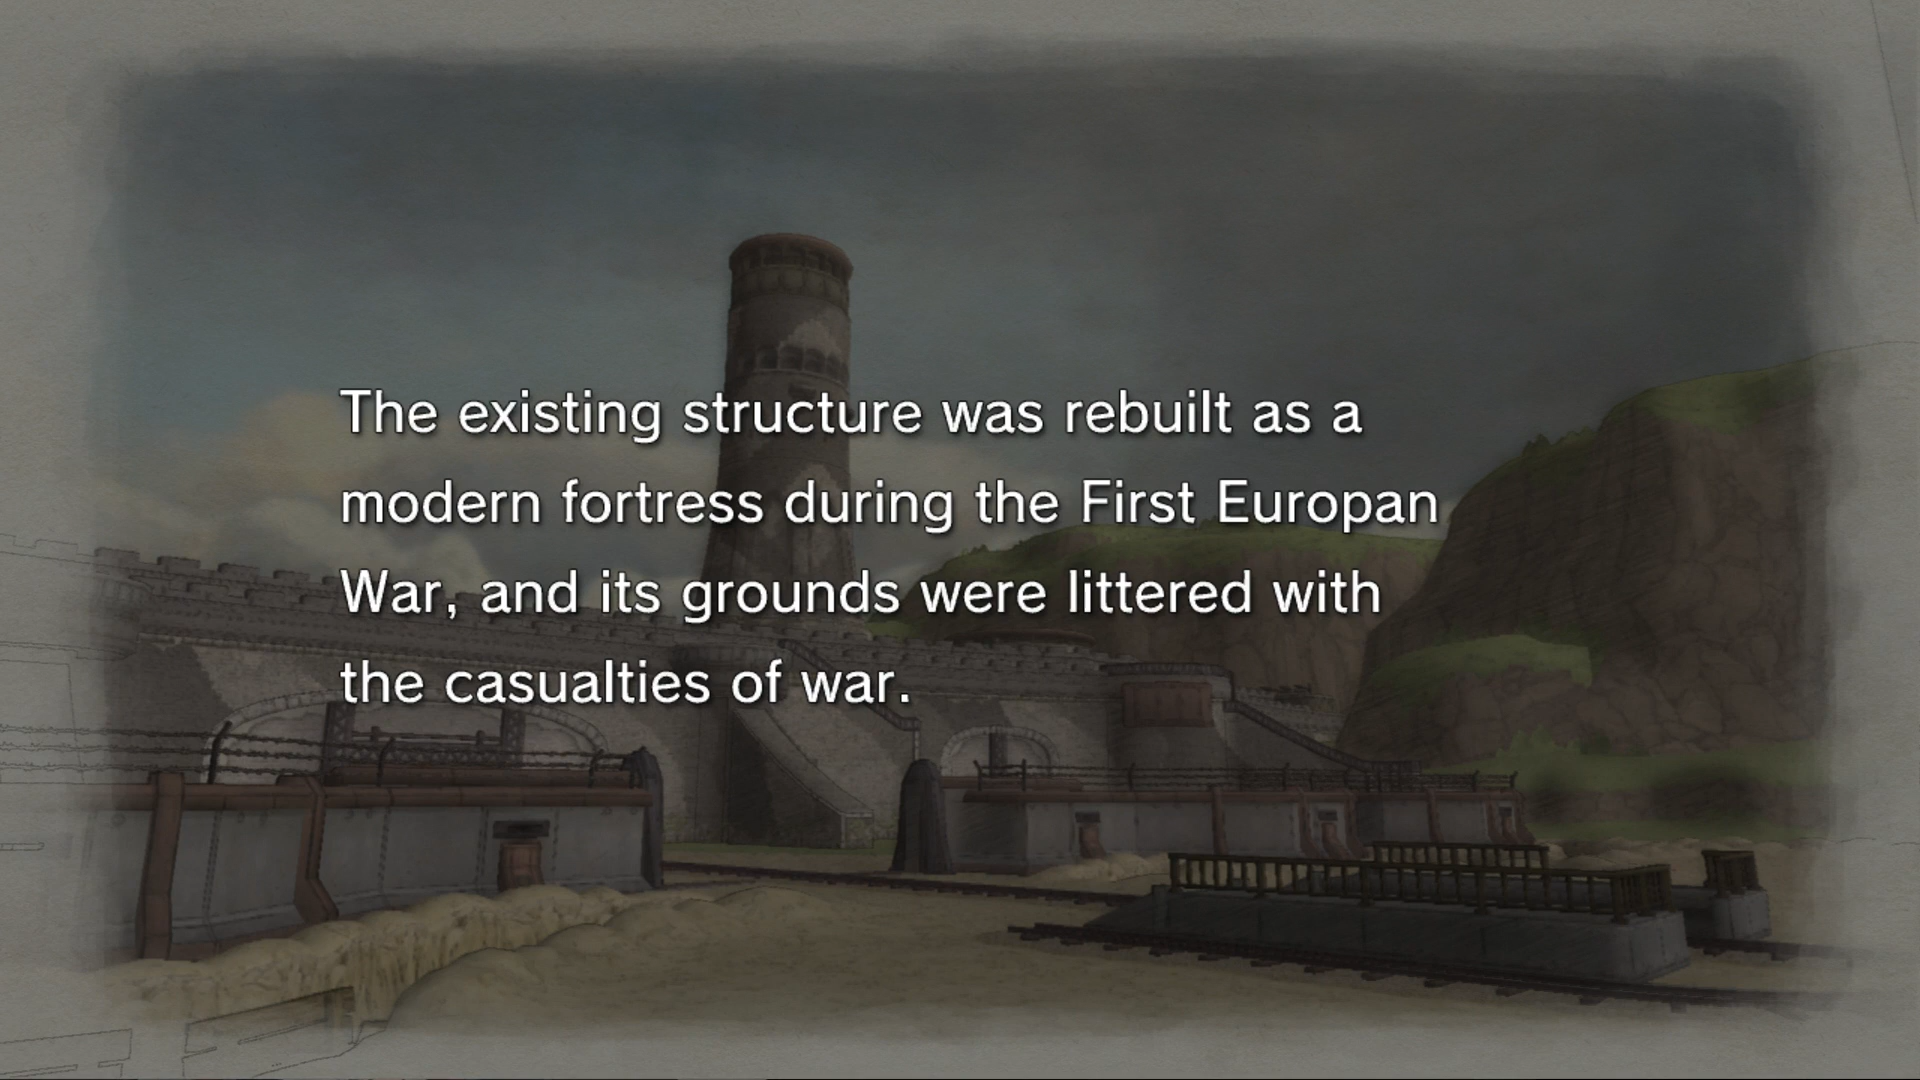 The existing structure was rebuilt as a
modern fortress during the First Europan
War, and its grounds were littered with
the casualties of war.